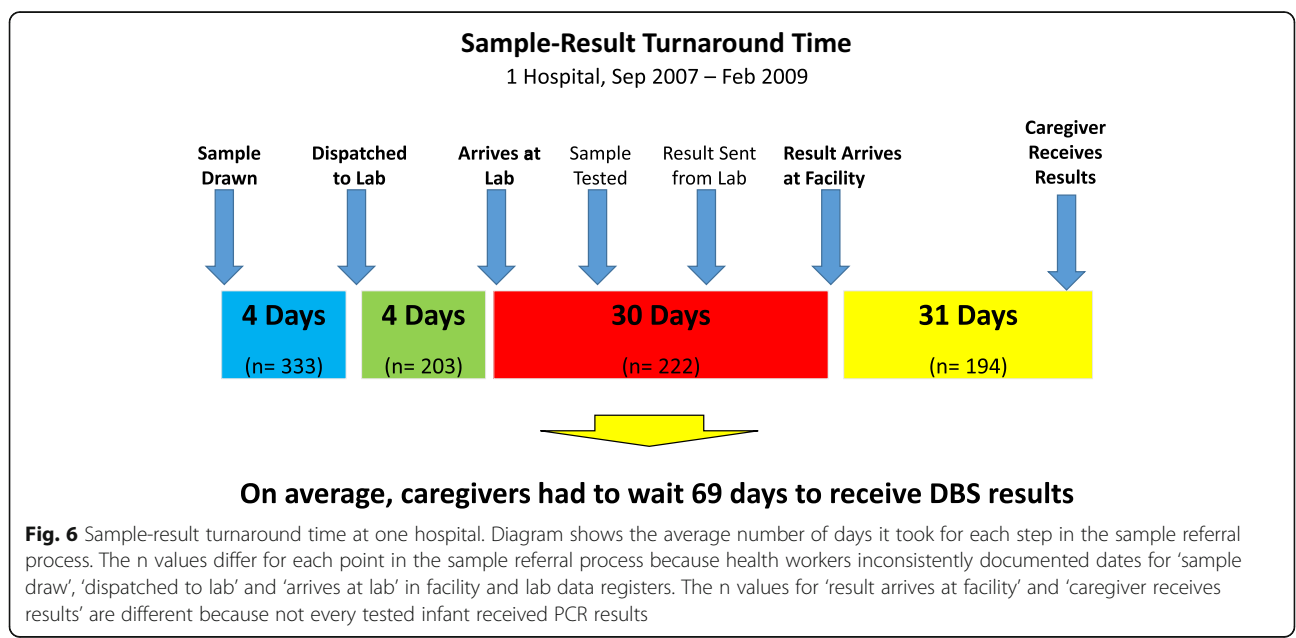 Sample-Result Turnaround Time
1 Hospital, Sep 2007 – Feb 2009
Sample
Drawn
Dispatched
to Lab
Arrives at
Lab
Sample
Tested
Result Sent
from Lab
Result Arrives
at Facility
Caregiver
Receives
Results
4 Days
(n= 333)
4 Days
(n= 203)
30 Days
(n= 222)
31 Days
(n= 194)
On average, caregivers had to wait 69 days to receive DBS results
Fig. 6 Sample-result turnaround time at one hospital. Diagram shows the average number of days it took for each step in the sample referral
process. The n values differ for each point in the sample referral process because health workers inconsistently documented dates for ‘sample
draw’, ‘dispatched to lab’ and ‘arrives at lab’ in facility and lab data registers. The n values for ‘result arrives at facility’ and ‘caregiver receives
results’ are different because not every tested infant received PCR results